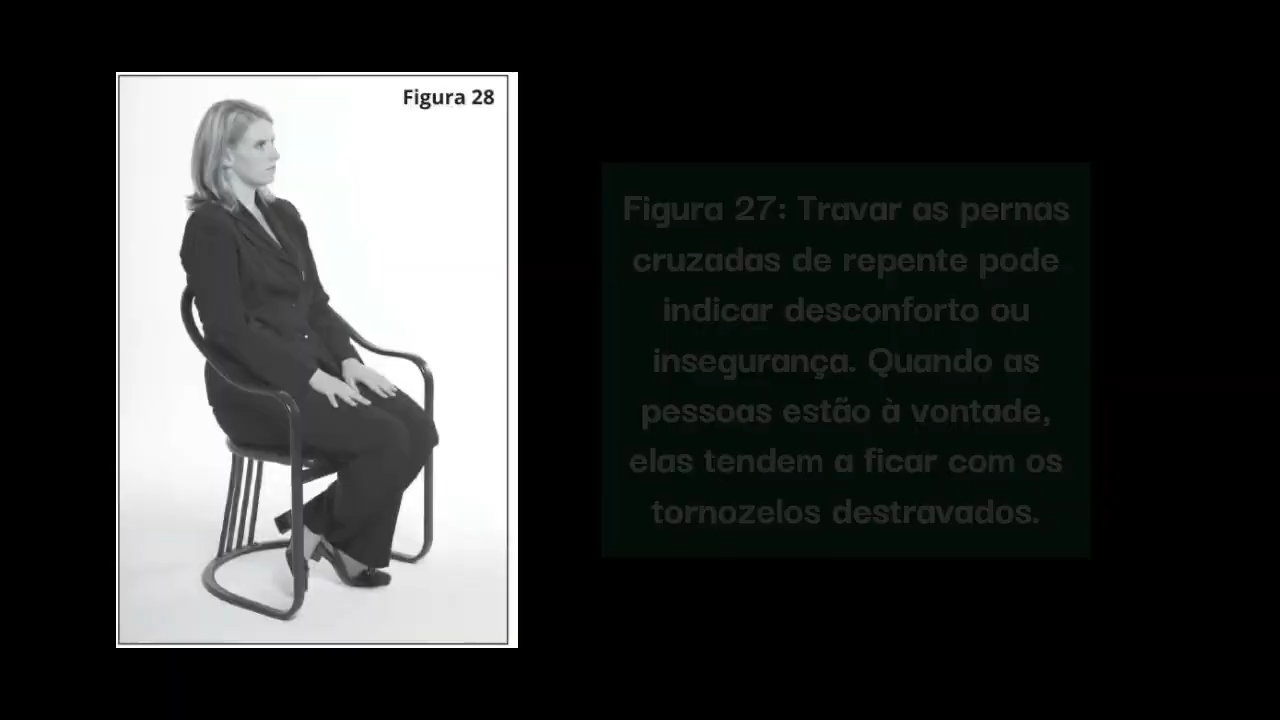 Figura 28
Figura 27: Travar as pernas
cruzadas de repente pode
indicar desconforto ou
insegurança. Quando as
pessoas estão à vontade,
elas tendem a ficar com os
tornozelos destravados.